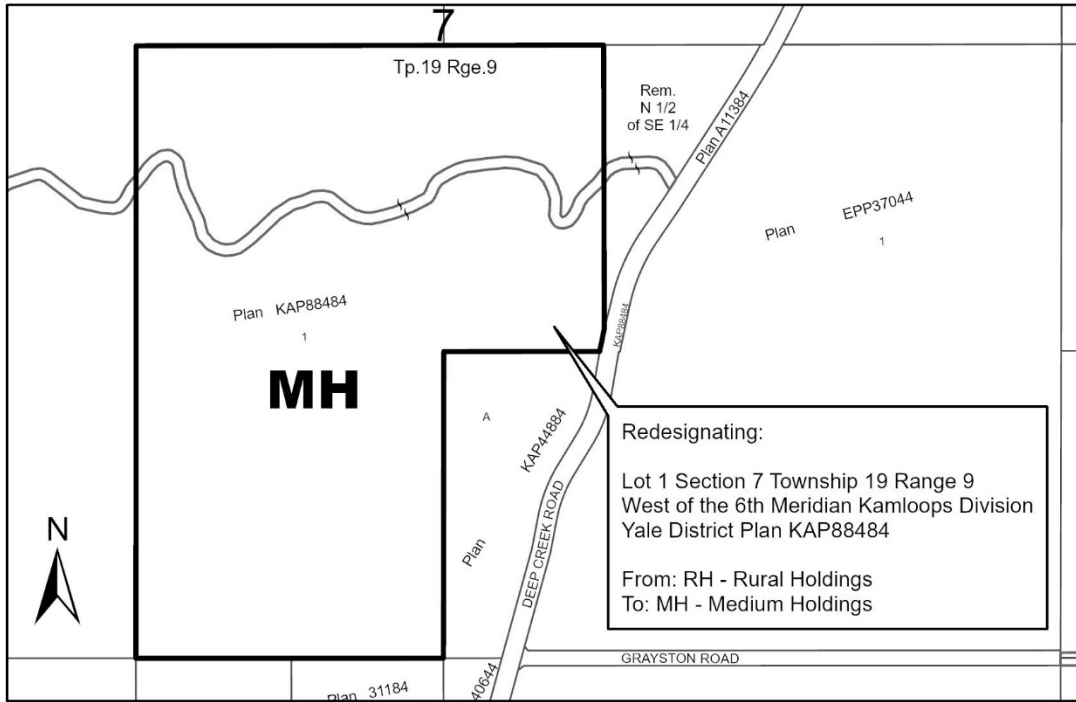 7
Tp.19 Rge.9
Rem.
N 1/2
of SE 1/4
Plan A11384
Plan EPP37044
1
Plan KAP88484
1
KAP88484
MH
A
Plan KAP44884
DEEP CREEK ROAD
Redesignating:
Lot 1 Section 7 Township 19 Range 9
West of the 6th Meridian Kamloops Division
Yale District Plan KAP88484
From: RH - Rural Holdings
To: MH - Medium Holdings
N
GRAYSTON ROAD
Plan 31184
40644